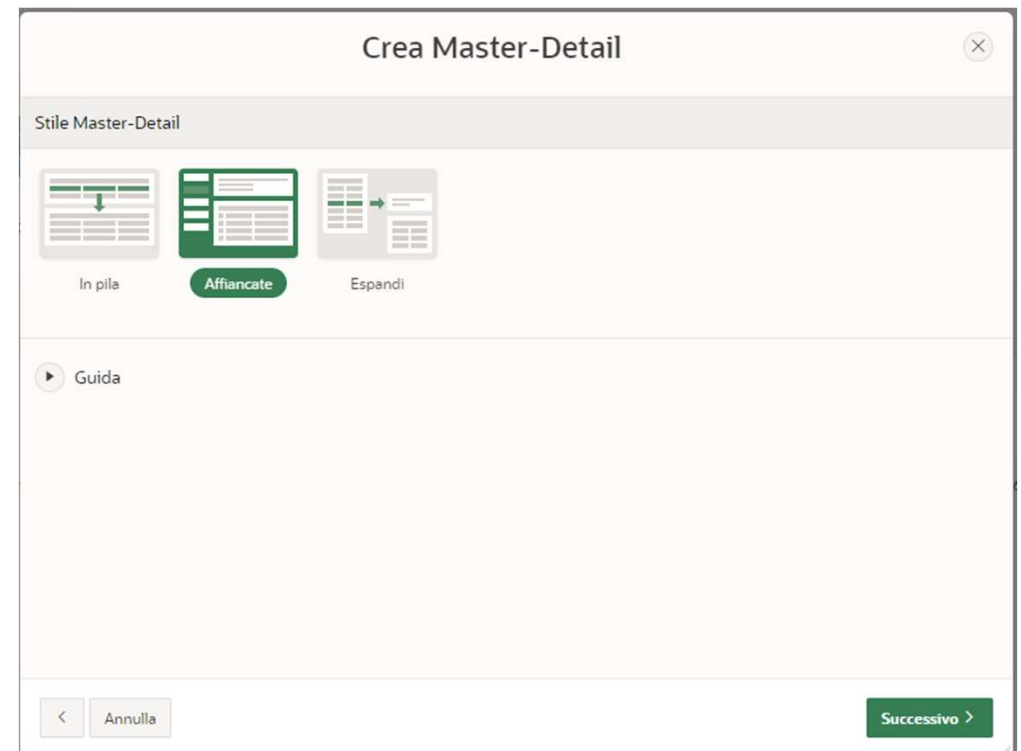 Crea Master-Detail
Stile Master-Detail
In pila
Affiancate
Espandi
Guida
Annulla
Successivo